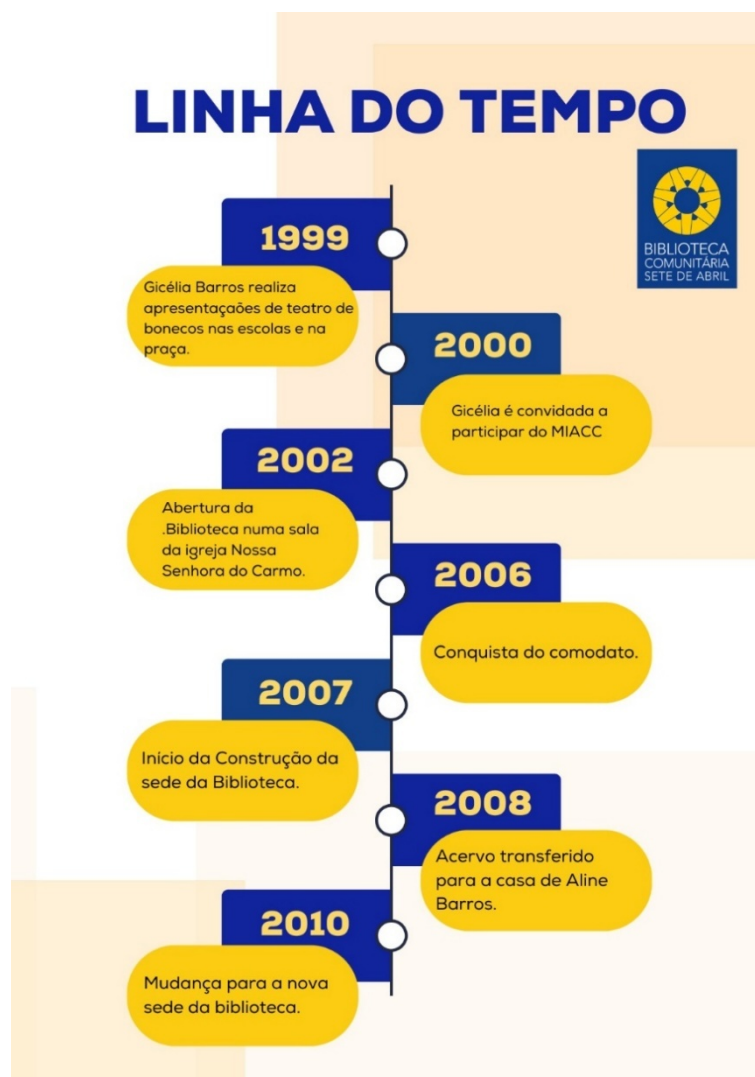 LINHA DO TEMPO
BIBLIOTECA
COMUNITÁRIA
SETE DE ABRIL
1999
Gicélia Barros realiza
apresentaçaões de teatro de
bonecos nas escolas e na
praça.
2000
Gicélia é convidada a
participar do MIACC
2002
Abertura da
.Biblioteca numa sala
da igreja Nossa
Senhora do Carmo.
2006
Conquista do comodato.
2007
Início da Construção da
sede da Biblioteca.
2008
Acervo transferido
para a casa de Aline
Barros.
2010
Mudança para a nova
sede da biblioteca.